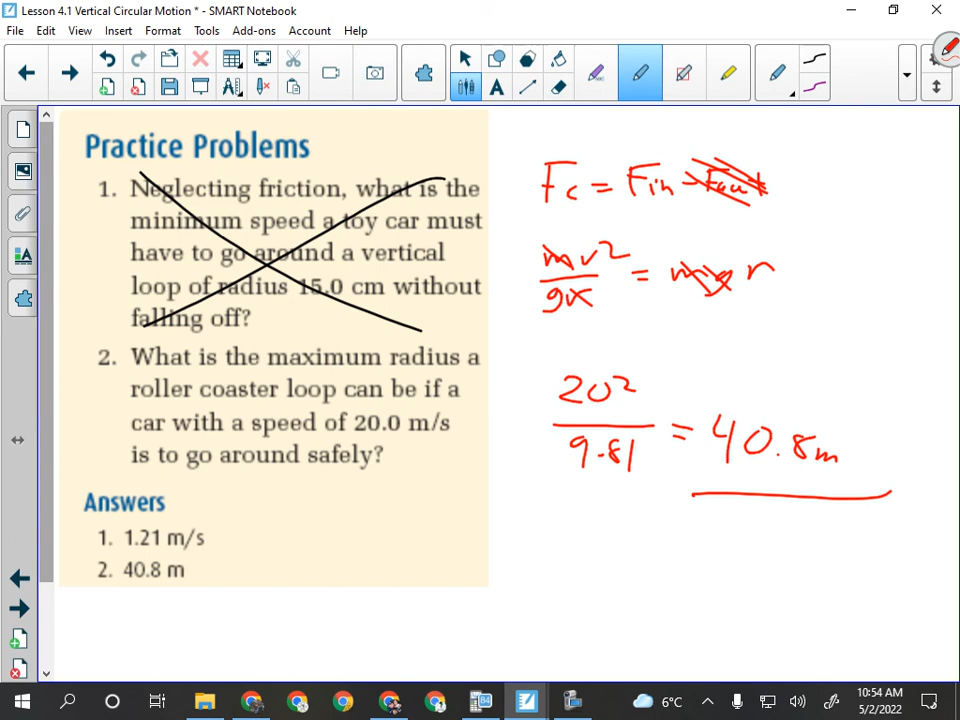 Lesson 4.1 Vertical Circular Motion * - SMART Notebook
File Edit View Insert Format Tools Add-ons Account Help
Practice Problems
1. Neglecting friction, what is the
minimum speed a toy car must
have to go around a vertical
loop of radius 15.0 cm without
falling off?
2. What is the maximum radius a
roller coaster loop can be if a
car with a speed of 20.0 m/s
is to go around safely?
Answers
1. 1.21 m/s
2. 40.8 m
Fc = Fin - Fout
mv²
gr = mg r
20²
9.81 = 40.8m
6°C
10:54 AM
5/2/2022